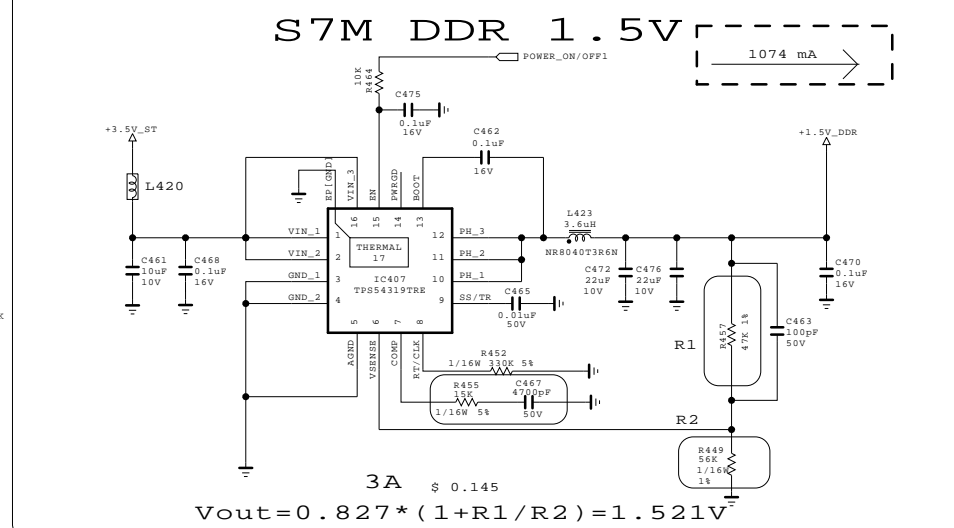 S7M DDR 1.5V
1074 mA
POWER_ON/OFF1
10K
R464
C475
0.1uF
16V
+3.5V_ST
C462
0.1uF
16V
+1.5V_DDR
L420
EP[GND]
VIN_3
EN
PWRGD
BOOT
16
15
14
13
L423
3.6uH
NR8040T3R6N
VIN_1
1
THERMAL
17
12
PH_3
VIN_2
2
11
PH_2
GND_1
3
IC407
TPS54319TRE
10
PH_1
GND_2
4
9
SS/TR
C461
10uF
10V
C468
0.1uF
16V
C465
0.01uF
50V
C472
22uF
10V
C476
22uF
10V
C470
0.1uF
16V
5
6
7
8
AGND
VSENSE
COMP
RT/CLK
R1
R457
47K 1%
C463
100pF
50V
R452
1/16W 330K 5%
R455
15K
1/16W 5%
C467
4700pF
50V
R2
R449
56K
1/16W
1%
3A
$ 0.145
Vout=0.827*(1+R1/R2)=1.521V